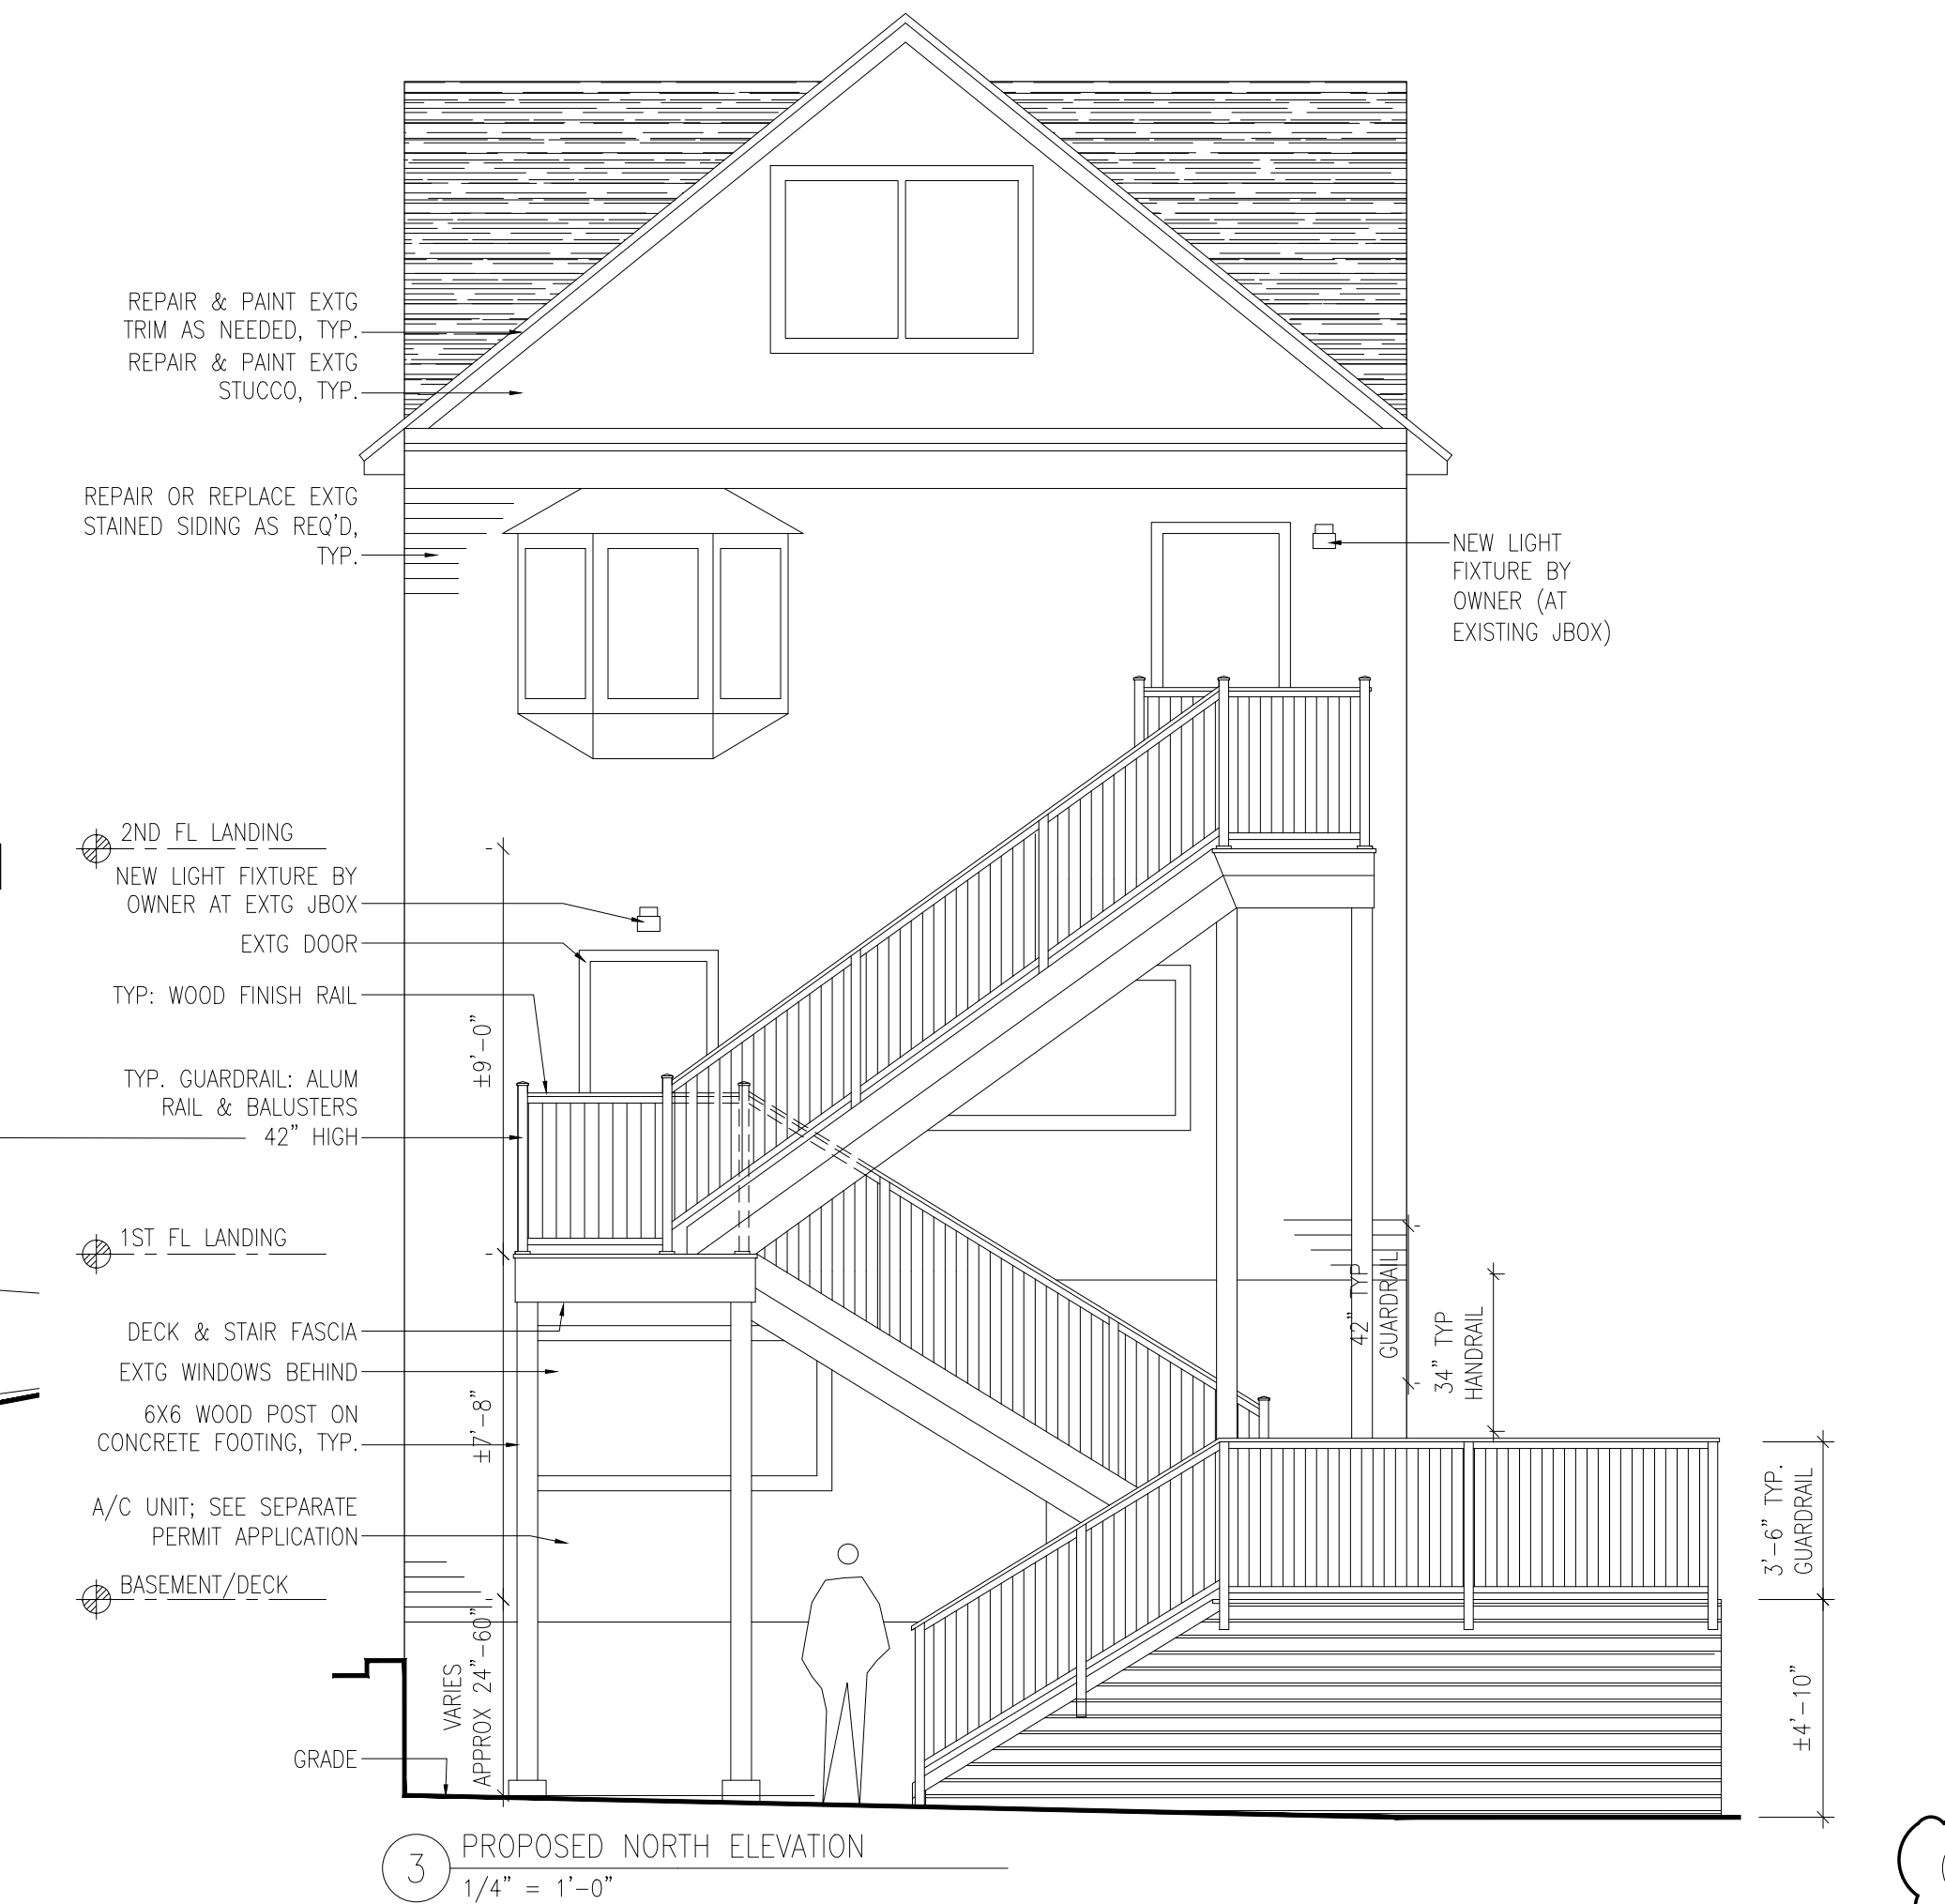 REPAIR & PAINT EXTG
TRIM AS NEEDED, TYP.
REPAIR & PAINT EXTG
STUCCO, TYP.
REPAIR OR REPLACE EXTG
STAINED SIDING AS REQ'D,
TYP.
NEW LIGHT
FIXTURE BY
OWNER (AT
EXISTING JBOX)
2ND FL LANDING
NEW LIGHT FIXTURE BY
OWNER AT EXTG JBOX
EXTG DOOR
TYP: WOOD FINISH RAIL
±9'-0"
TYP. GUARDRAIL: ALUM
RAIL & BALUSTERS
42" HIGH
1ST FL LANDING
42" TYP
GUARDRAIL
34" TYP
HANDRAIL
DECK & STAIR FASCIA
EXTG WINDOWS BEHIND
6X6 WOOD POST ON
CONCRETE FOOTING, TYP.
±7'-8"
A/C UNIT; SEE SEPARATE
PERMIT APPLICATION
3'-6" TYP.
GUARDRAIL
BASEMENT/DECK
VARIES
APPROX 24"-60"
±4'-10"
GRADE
3
PROPOSED NORTH ELEVATION
1/4" = 1'-0"